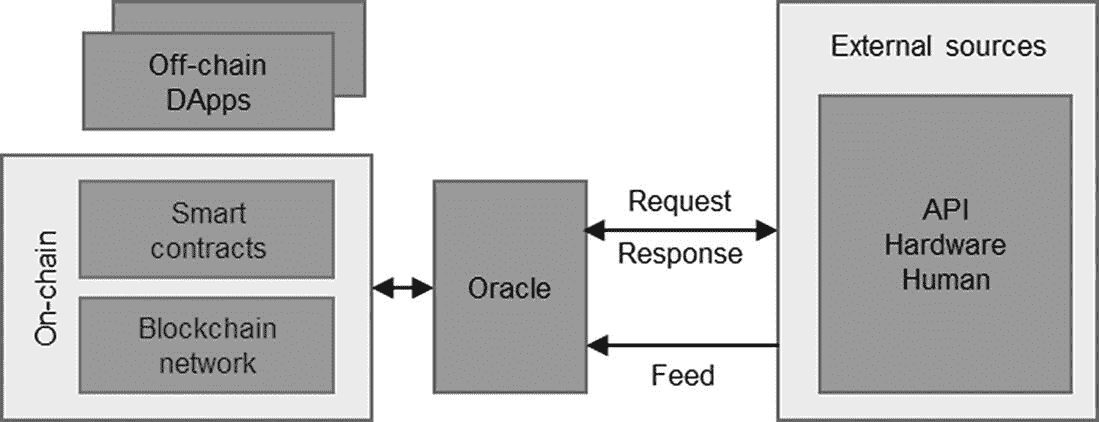 Off-chain
DApps
On-chain
Smart
contracts
Blockchain
network
Oracle
Request
Response
Feed
External sources
API
Hardware
Human